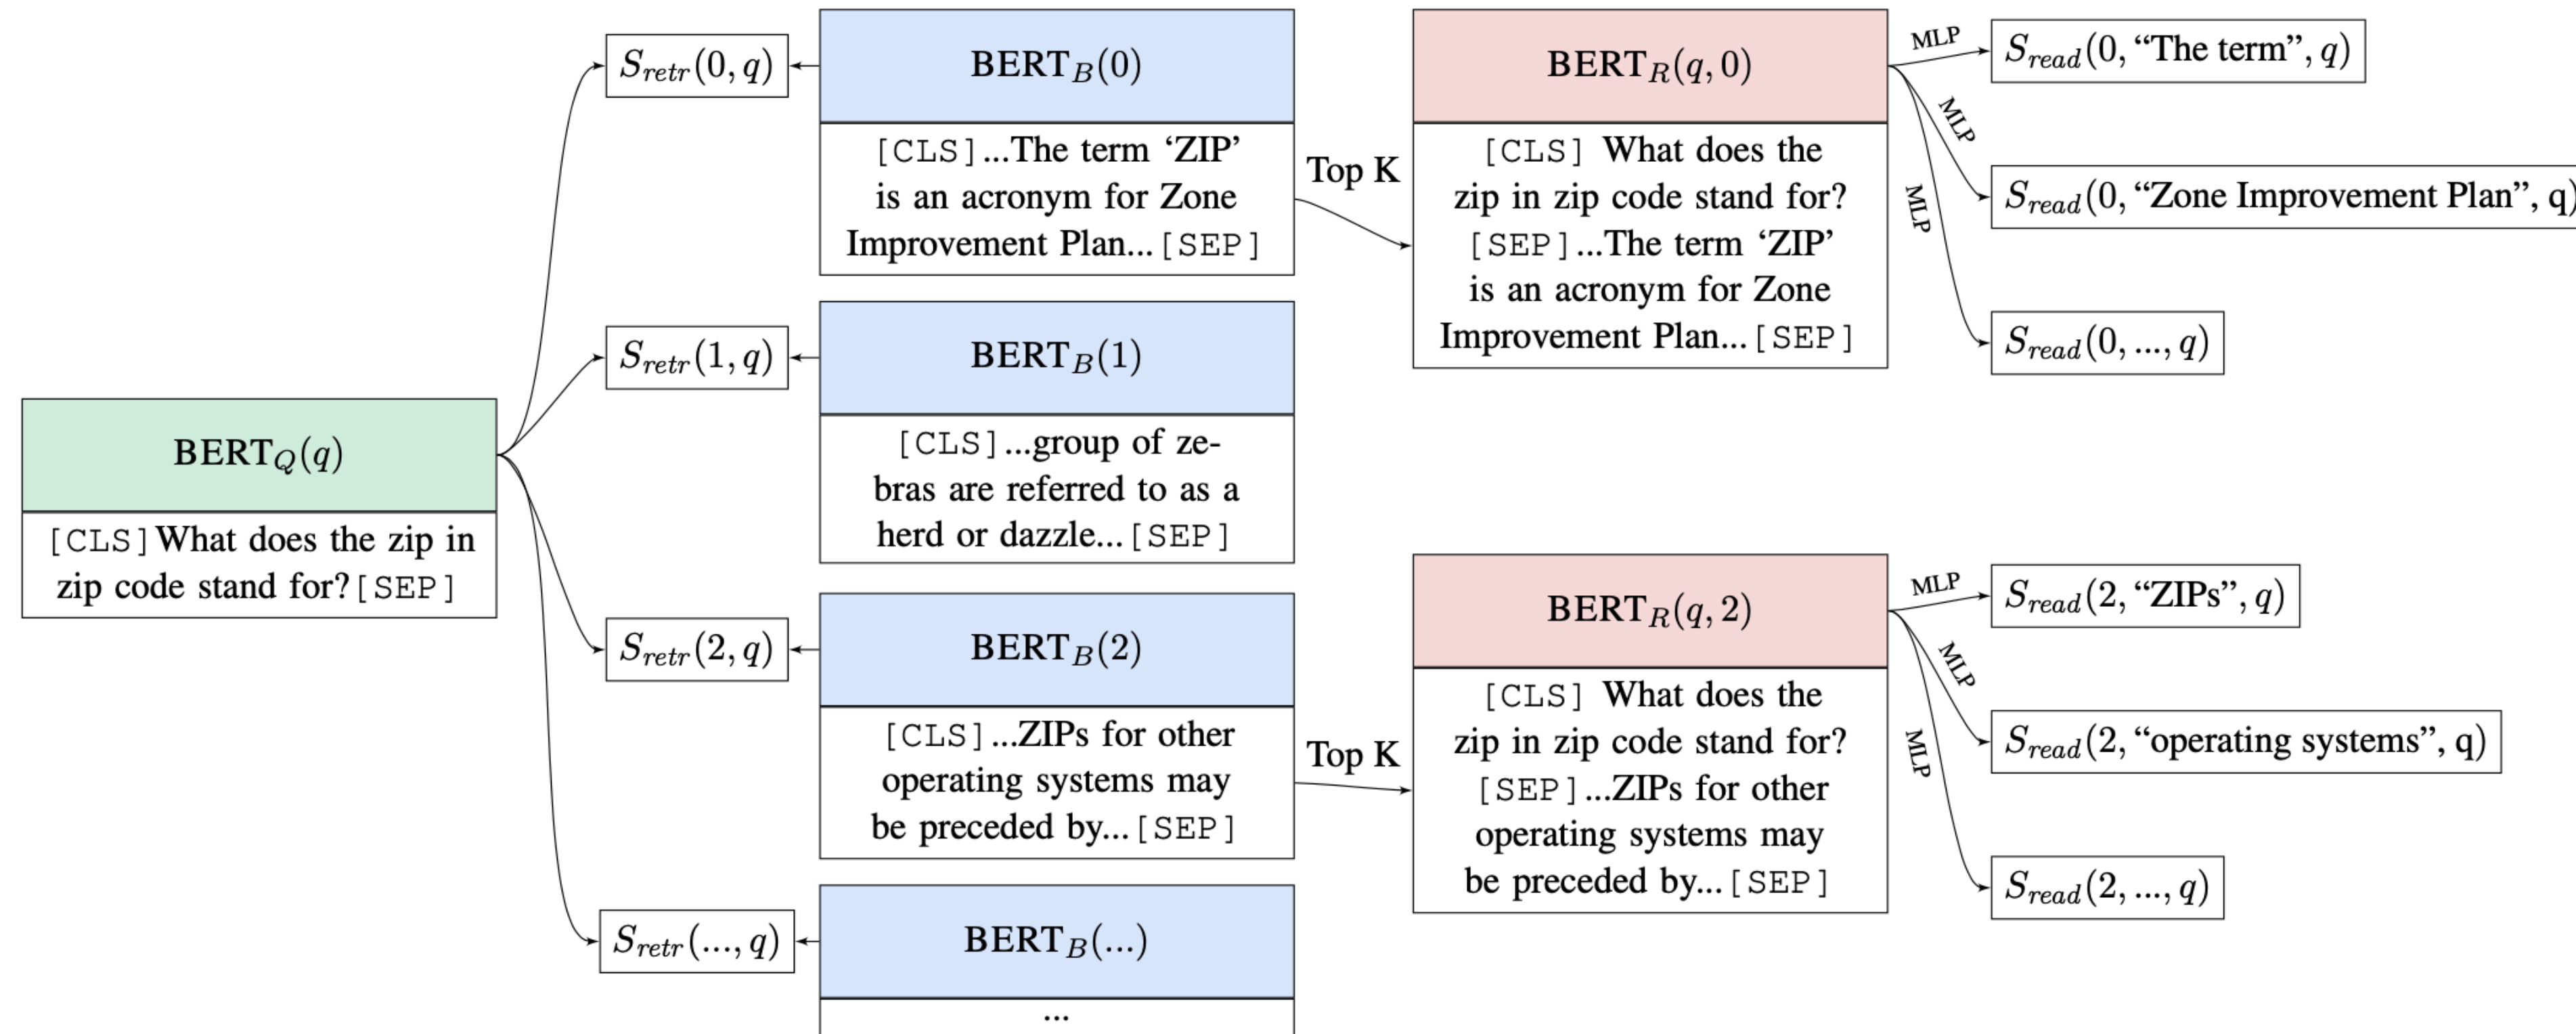 BERT_Q(q)
[CLS]What does the zip in
zip code stand for?[SEP]
S_retr(0, q)
S_retr(1, q)
S_retr(2, q)
S_retr(..., q)
BERT_B(0)
[CLS]...The term ‘ZIP’
is an acronym for Zone
Improvement Plan...[SEP]
BERT_B(1)
[CLS]...group of ze-
bras are referred to as a
herd or dazzle...[SEP]
BERT_B(2)
[CLS]...ZIPs for other
operating systems may
be preceded by...[SEP]
BERT_B(...)
...
Top K
Top K
BERT_R(q, 0)
[CLS] What does the
zip in zip code stand for?
[SEP]...The term ‘ZIP’
is an acronym for Zone
Improvement Plan...[SEP]
MLP
MLP
MLP
S_read(0, “The term”, q)
S_read(0, “Zone Improvement Plan”, q)
S_read(0, ..., q)
BERT_R(q, 2)
[CLS] What does the
zip in zip code stand for?
[SEP]...ZIPs for other
operating systems may
be preceded by...[SEP]
MLP
MLP
MLP
S_read(2, “ZIPs”, q)
S_read(2, “operating systems”, q)
S_read(2, ..., q)